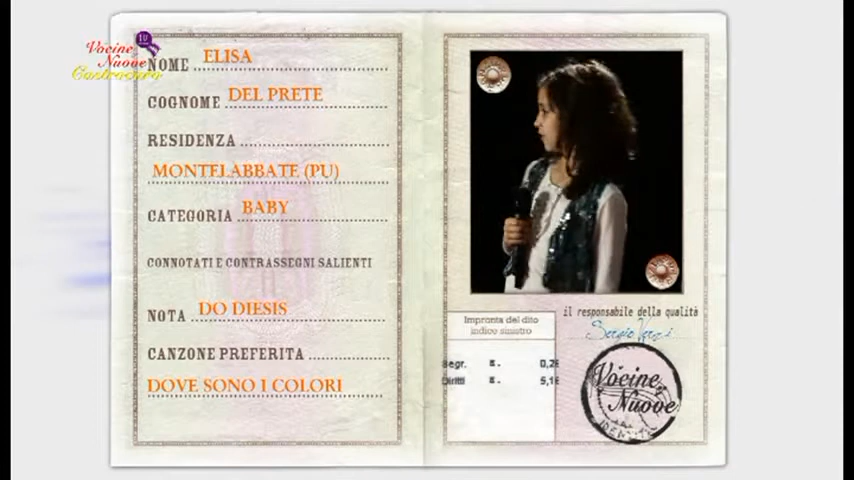 Vocine
Nuove
Castrocaro
NOME ELISA
COGNOME DEL PRETE
RESIDENZA
MONTELABBATE (PU)
CATEGORIA BABY
CONNOTATI E CONTRASSEGNI SALIENTI
NOTA DO DIESIS
CANZONE PREFERITA
DOVE SONO I COLORI
il responsabile della qualità
Impronta del dito
indice sinistro
Segr. 0,26
Diritti 5,16
Vocine
Nuove